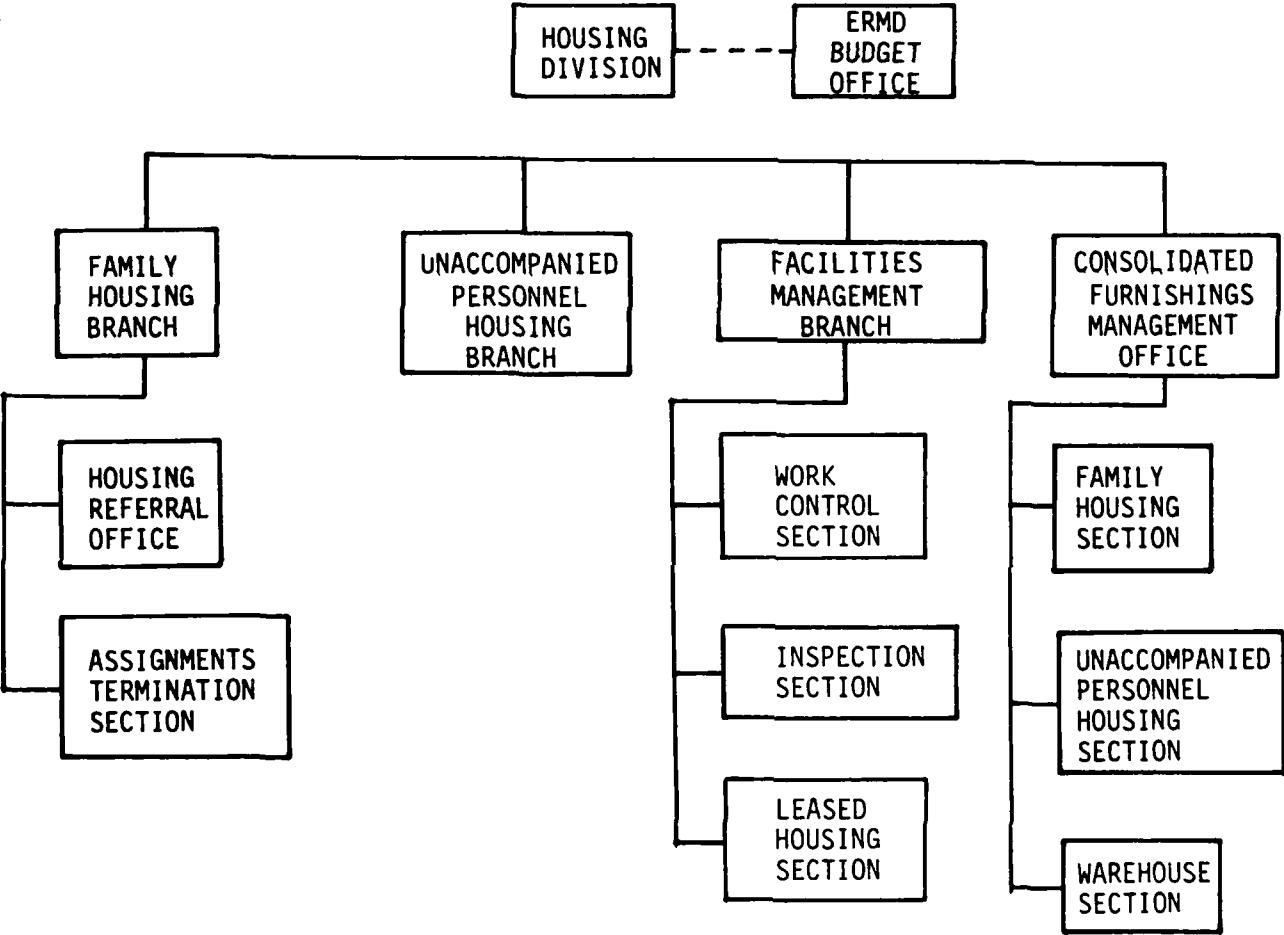 HOUSING
DIVISION
ERMD
BUDGET
OFFICE
FAMILY
HOUSING
BRANCH
UNACCOMPANIED
PERSONNEL
HOUSING
BRANCH
FACILITIES
MANAGEMENT
BRANCH
CONSOLIDATED
FURNISHINGS
MANAGEMENT
OFFICE
HOUSING
REFERRAL
OFFICE
ASSIGNMENTS
TERMINATION
SECTION
WORK
CONTROL
SECTION
INSPECTION
SECTION
LEASED
HOUSING
SECTION
FAMILY
HOUSING
SECTION
UNACCOMPANIED
PERSONNEL
HOUSING
SECTION
WAREHOUSE
SECTION